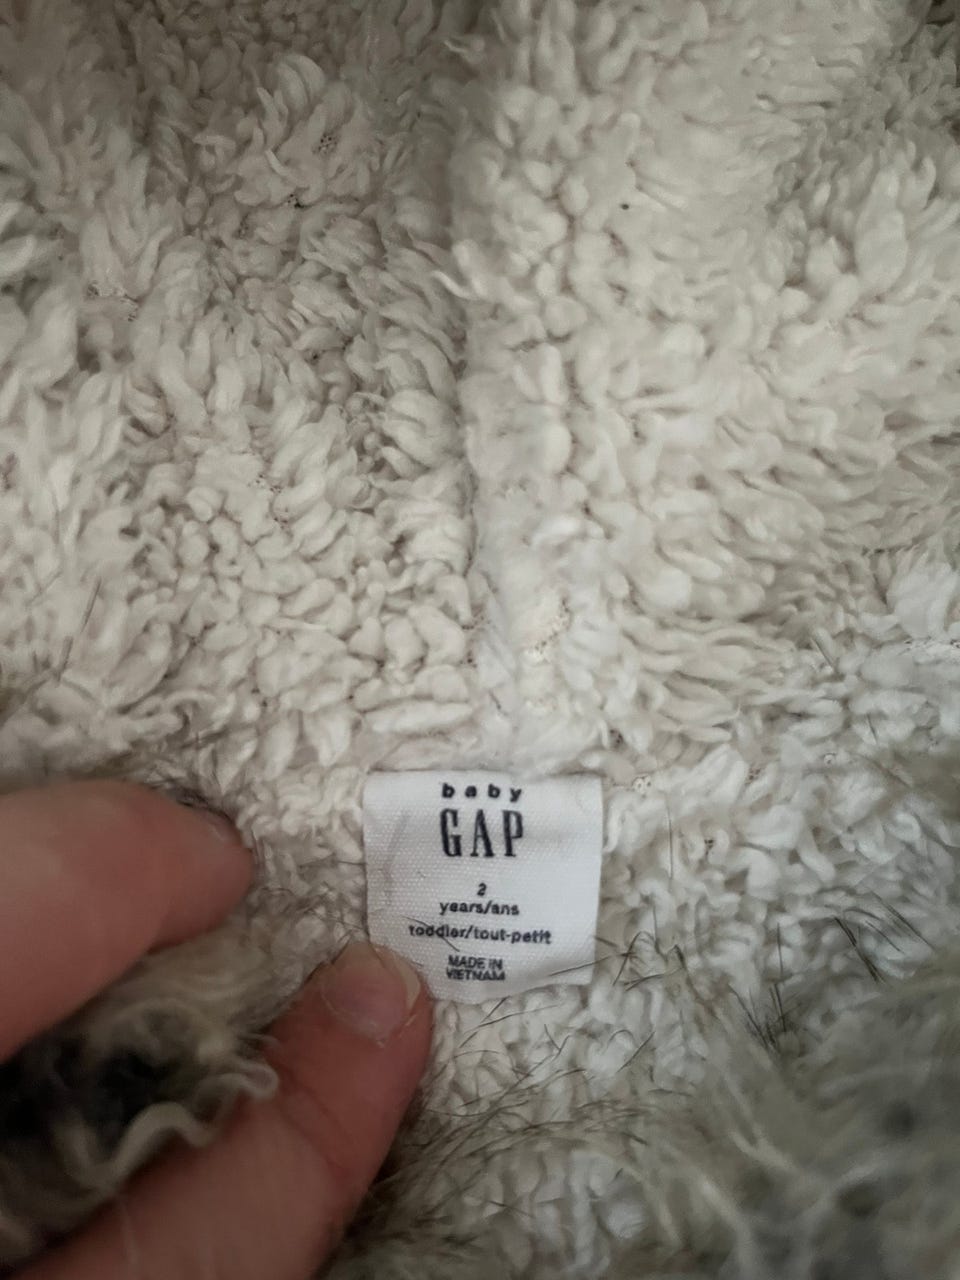 baby
GAP
2
years/ans
toddler/tout-petit
MADE IN
VIETNAM